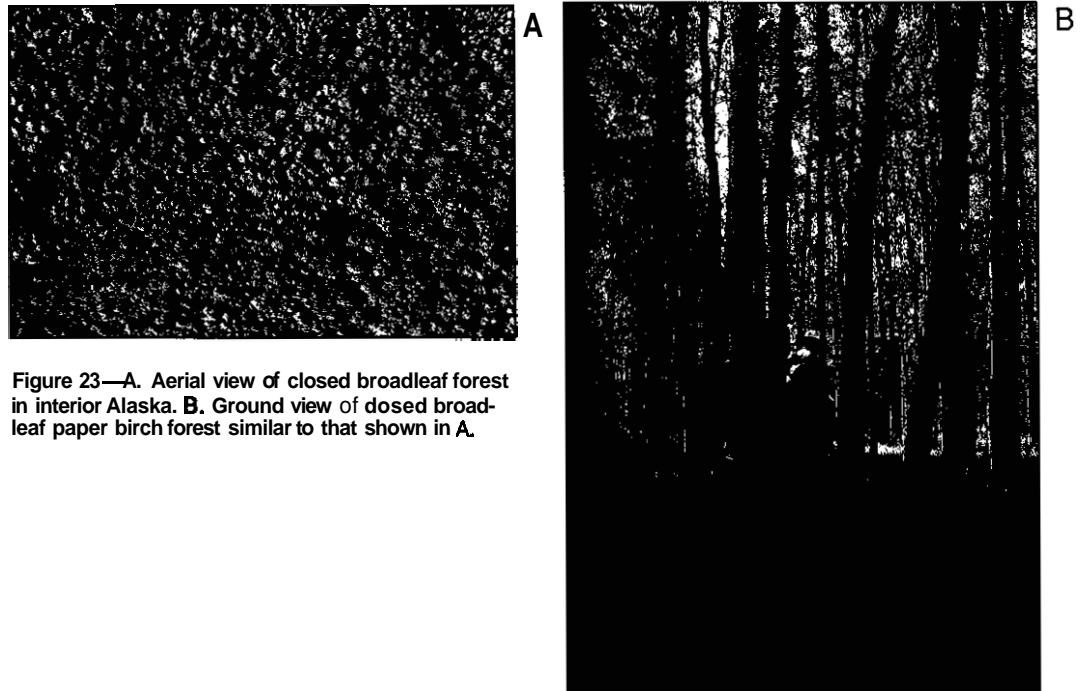 A
B
Figure 23—A. Aerial view of closed broadleaf forest
in interior Alaska. B. Ground view of dosed broad-
leaf paper birch forest similar to that shown in A.